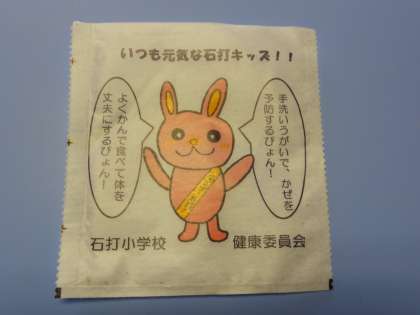 いつも元気な石打キッズ！！
手洗いうがいで、かぜを
予防するぴょん！
よくかんで食べて体を
丈夫にするぴょん！
石打小学校 健康委員会